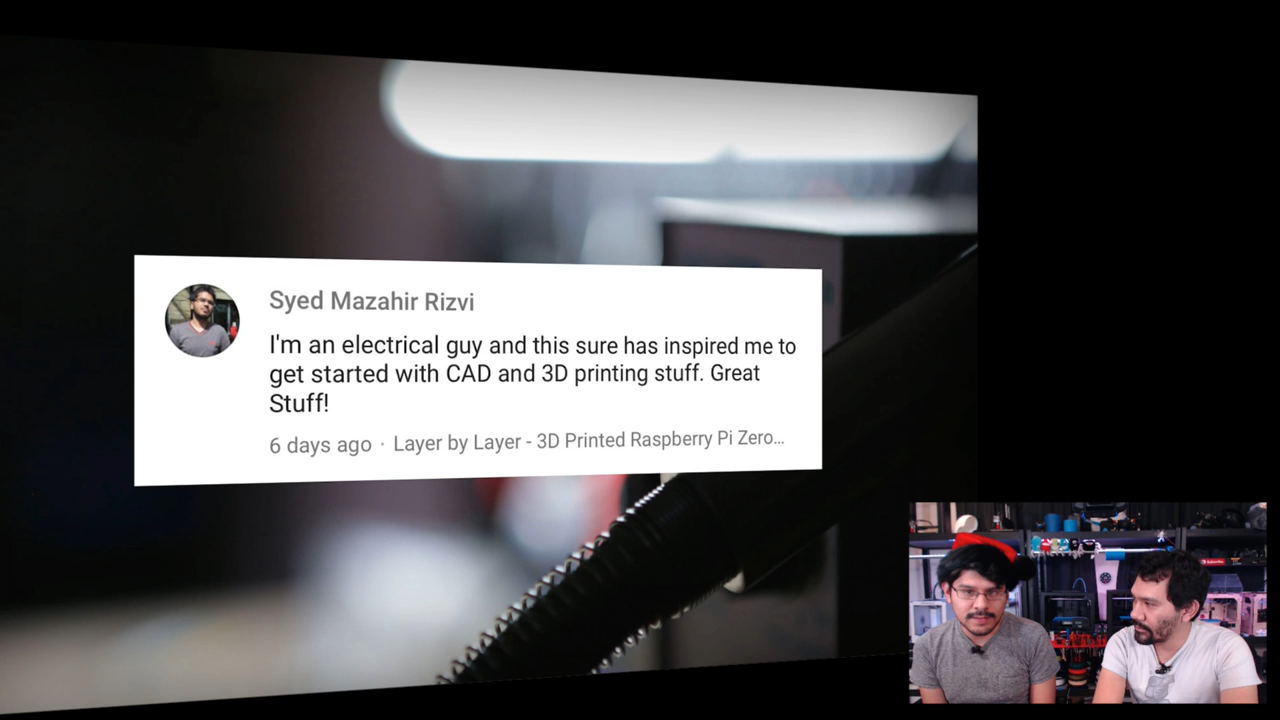 Syed Mazahir Rizvi
I'm an electrical guy and this sure has inspired me to
get started with CAD and 3D printing stuff. Great
Stuff!
6 days ago · Layer by Layer - 3D Printed Raspberry Pi Zero...